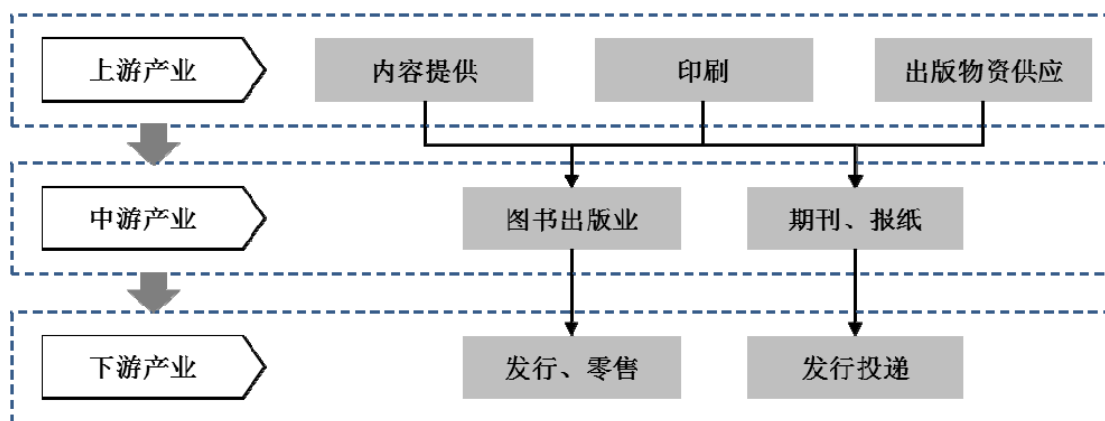 上游产业
内容提供
印刷
出版物资供应
中游产业
图书出版业
期刊、报纸
下游产业
发行、零售
发行投递